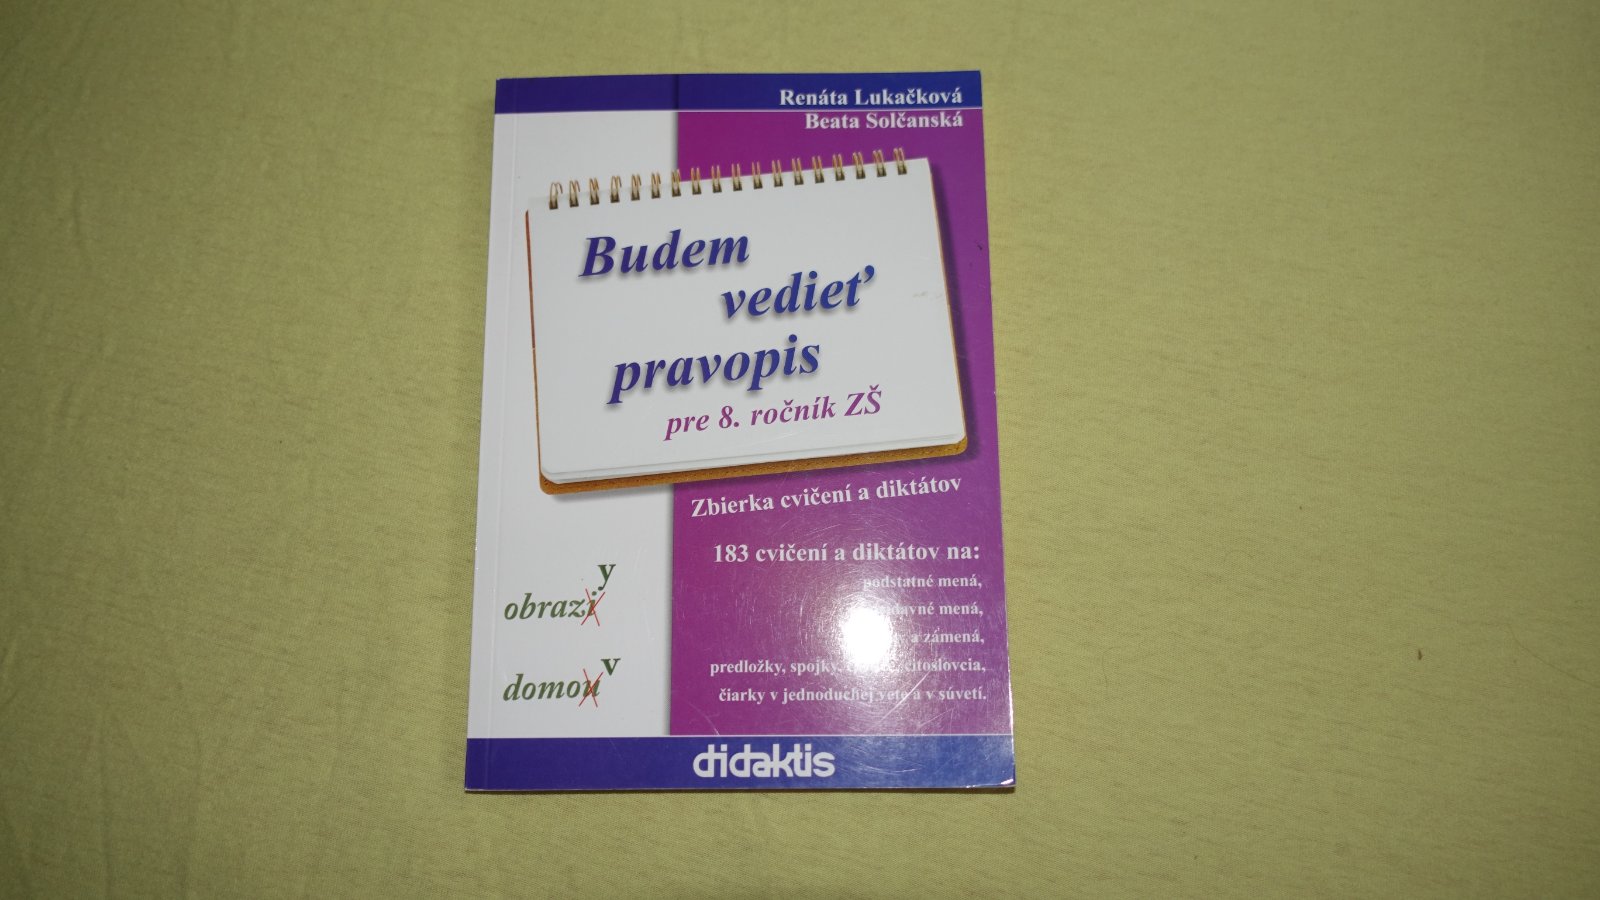 Renáta Lukačková
Beata Solčanská
Budem
vedieť
pravopis
pre 8. ročník ZŠ
Zbierka cvičení a diktátov
183 cvičení a diktátov na:
podstatné mená,
mená,
a zámená,
predložky, spojky, citoslovcia,
čiarky v jednoduchej vete a v súvetí.
y
obrazi
v
domou
didaktis